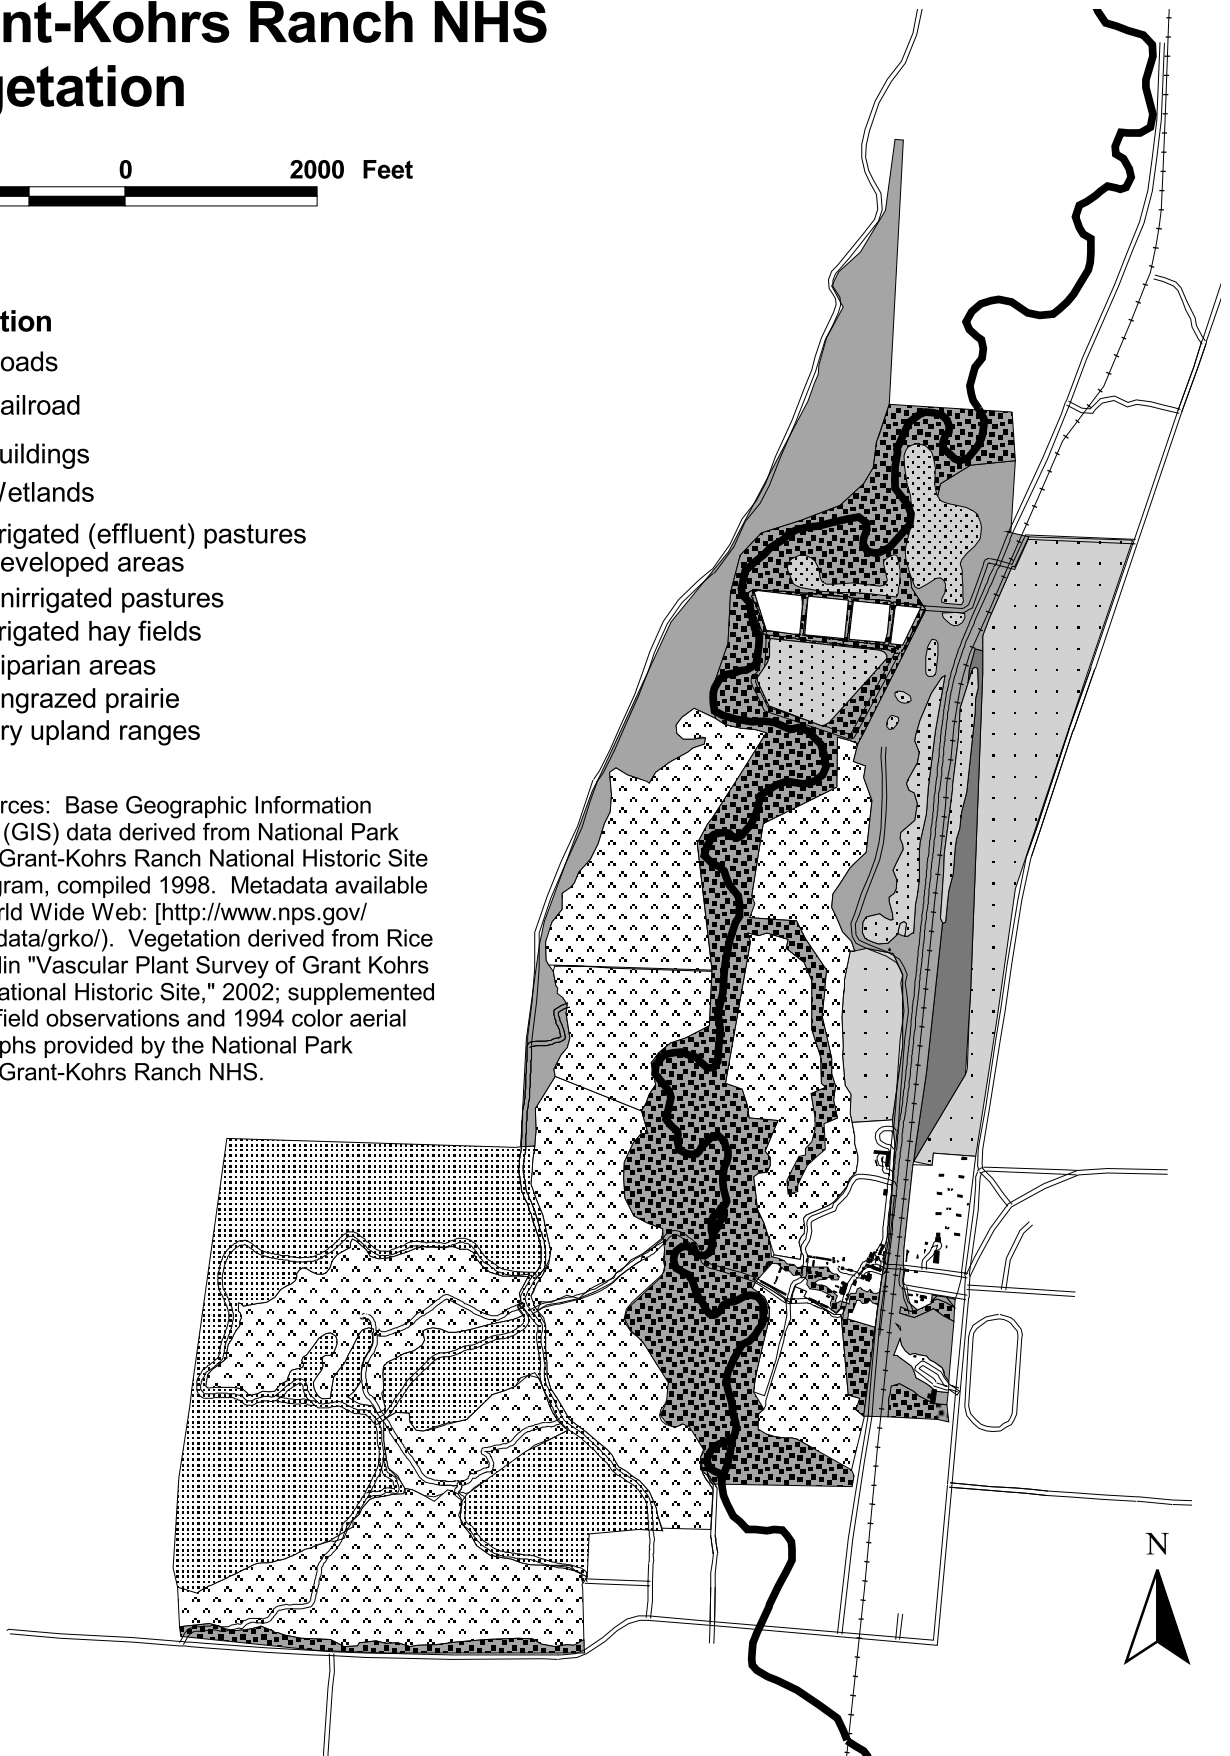 nt-Kohrs Ranch NHS
getation
0 2000 Feet
tion
oads
ailroad
uildings
Wetlands
rigated (effluent) pastures
eveloped areas
nirrigated pastures
rigated hay fields
iparian areas
ngrazed prairie
ry upland ranges
rces: Base Geographic Information
(GIS) data derived from National Park
Grant-Kohrs Ranch National Historic Site
gram, compiled 1998. Metadata available
rld Wide Web: [http://www.nps.gov/
data/grko/). Vegetation derived from Rice
lin "Vascular Plant Survey of Grant Kohrs
ational Historic Site," 2002; supplemented
field observations and 1994 color aerial
phs provided by the National Park
Grant-Kohrs Ranch NHS.
N